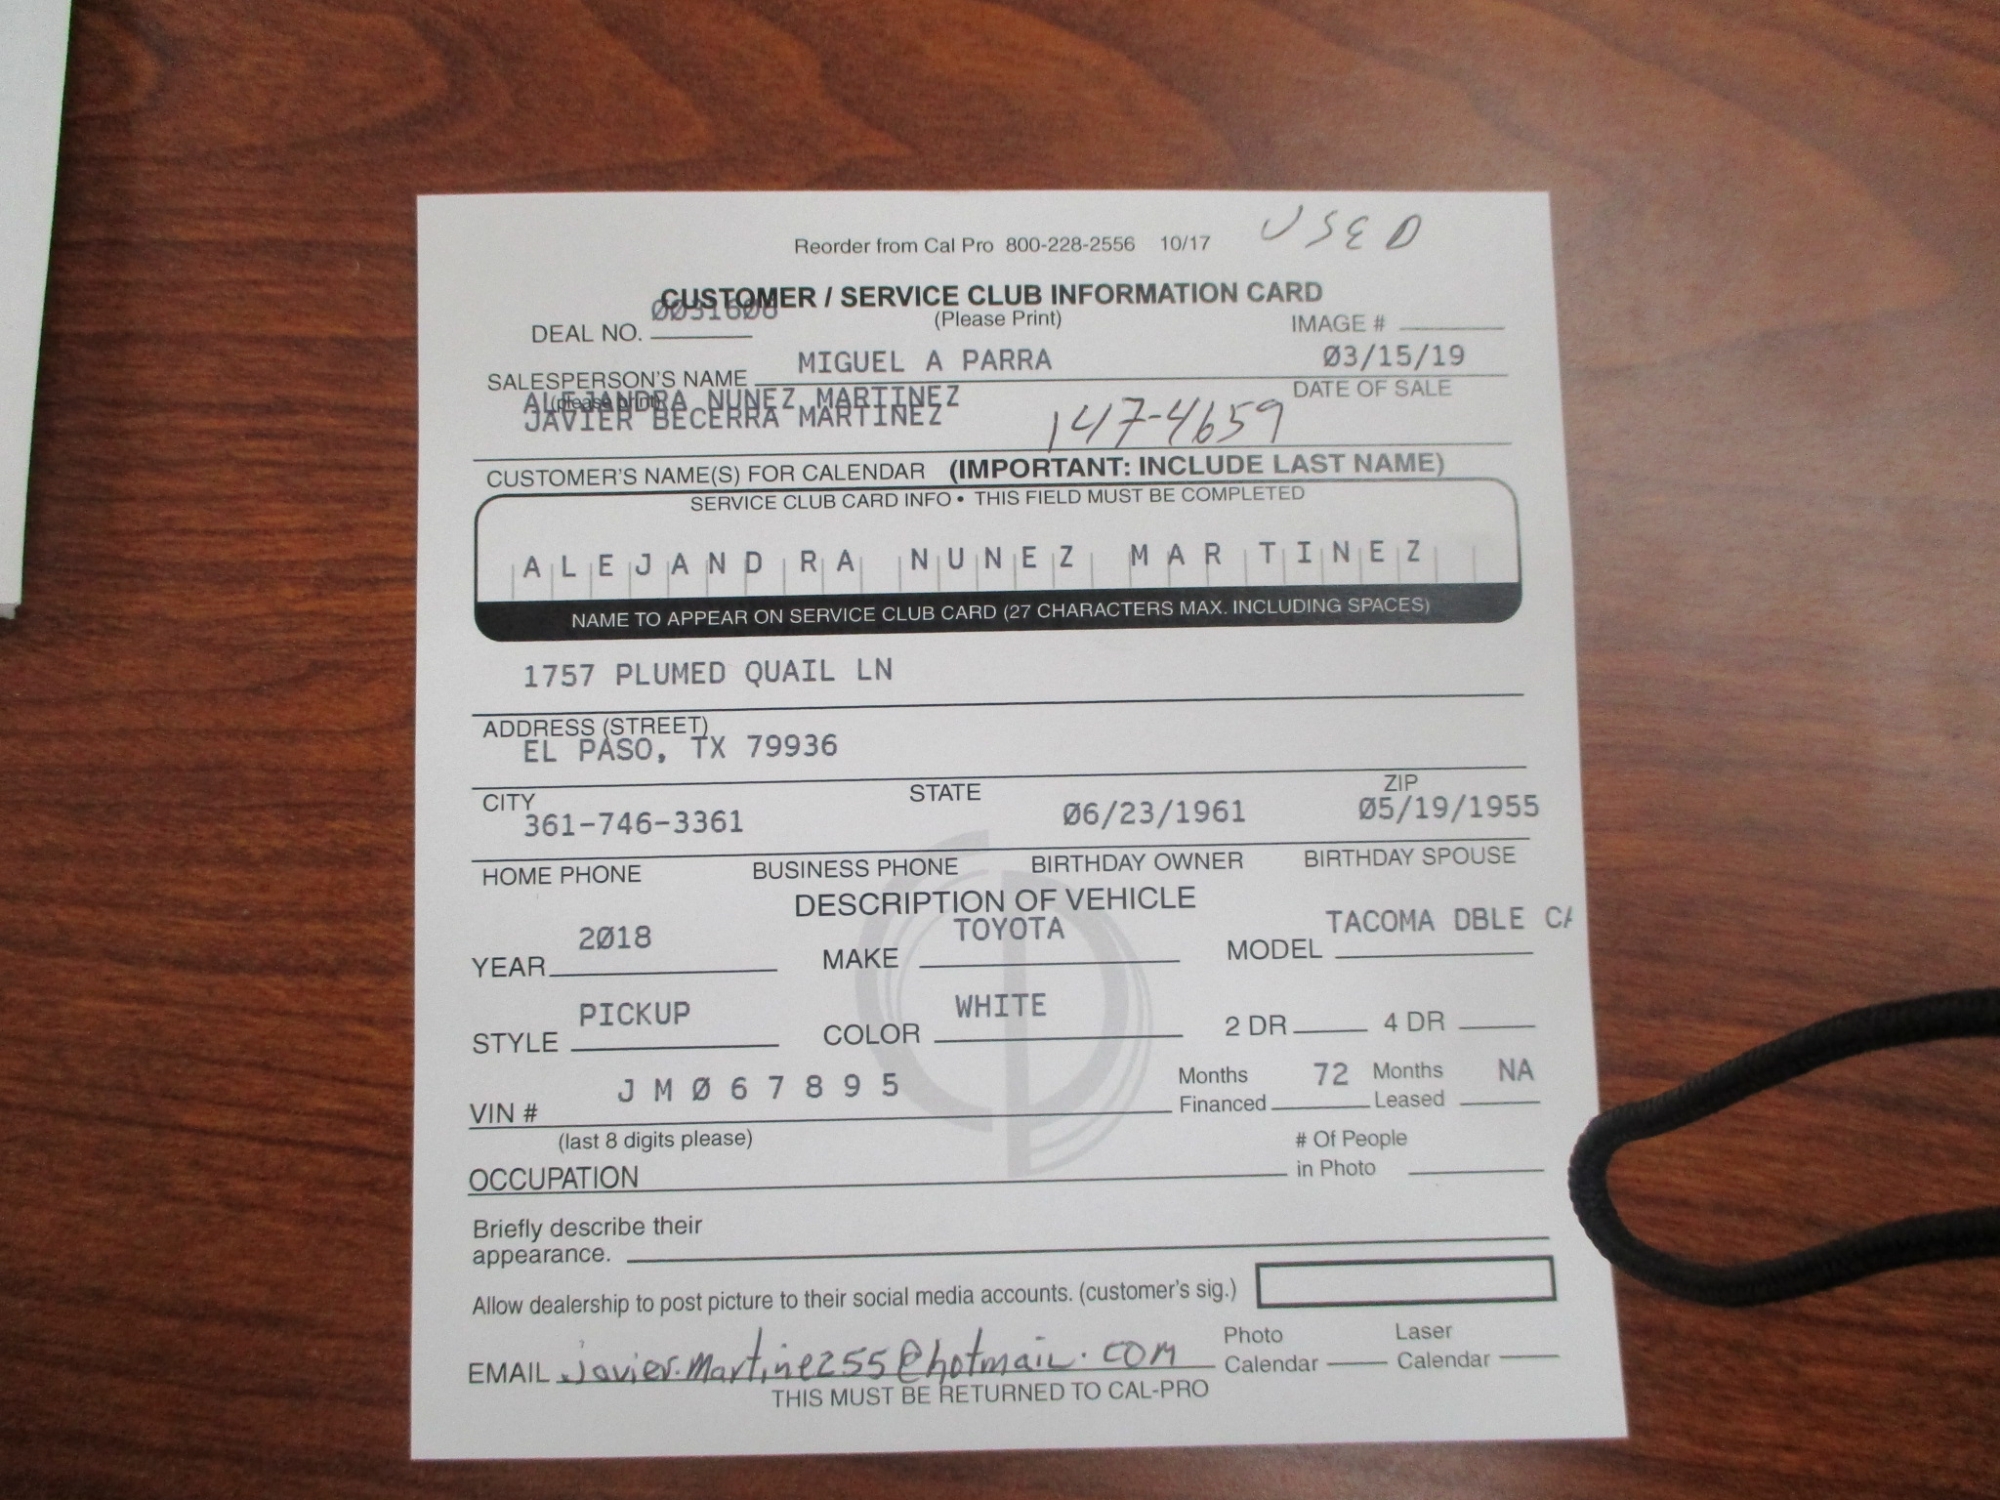 Reorder from Cal Pro 800-228-2556 10/17 USED
CUSTOMER / SERVICE CLUB INFORMATION CARD
(Please Print)
DEAL NO. IMAGE #
MIGUEL A PARRA 03/15/19
SALESPERSON'S NAME DATE OF SALE
(please print)
ALEJANDRA NUNEZ MARTINEZ
JAVIER BECERRA MARTINEZ 147-4659
CUSTOMER'S NAME(S) FOR CALENDAR (IMPORTANT: INCLUDE LAST NAME)
SERVICE CLUB CARD INFO • THIS FIELD MUST BE COMPLETED
ALEJANDRA NUNEZ MARTINEZ
NAME TO APPEAR ON SERVICE CLUB CARD (27 CHARACTERS MAX. INCLUDING SPACES)
1757 PLUMED QUAIL LN
ADDRESS (STREET)
EL PASO, TX 79936
CITY STATE ZIP
361-746-3361 06/23/1961 05/19/1955
HOME PHONE BUSINESS PHONE BIRTHDAY OWNER BIRTHDAY SPOUSE
DESCRIPTION OF VEHICLE
YEAR 2018 MAKE TOYOTA MODEL TACOMA DBLE CA
STYLE PICKUP COLOR WHITE 2 DR 4 DR
VIN # JM067895 Months Financed 72 Months Leased NA
(last 8 digits please)
OCCUPATION # Of People in Photo
Briefly describe their
appearance.
Allow dealership to post picture to their social media accounts. (customer's sig.)
EMAIL javier.martinez55@hotmail.com Photo Calendar Laser Calendar
THIS MUST BE RETURNED TO CAL-PRO